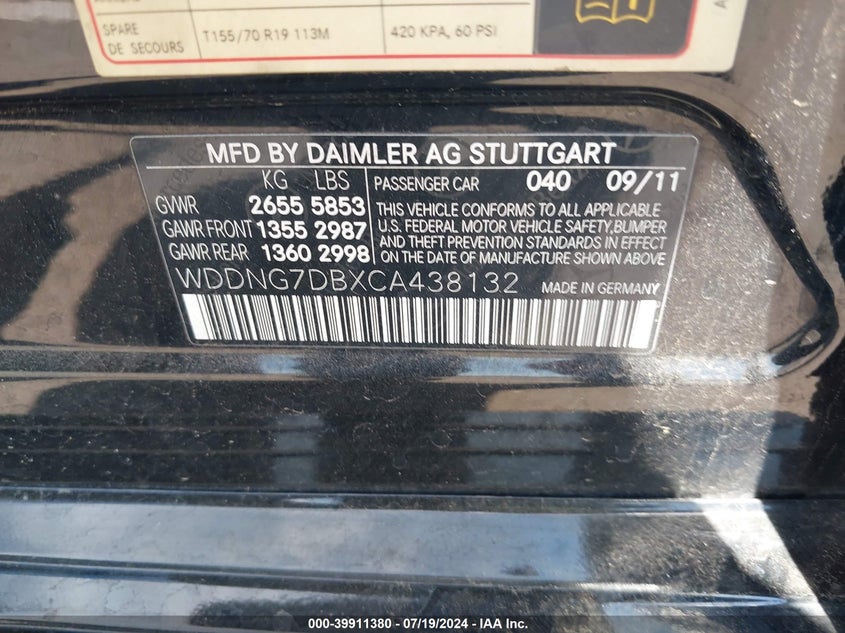 SPARE
DE SECOURS T155/70 R19 113M 420 KPA, 60 PSI
MFD BY DAIMLER AG STUTTGART
KG LBS PASSENGER CAR 040 09/11
GVWR 2655 5853 THIS VEHICLE CONFORMS TO ALL APPLICABLE
GAWR FRONT 1355 2987 U.S. FEDERAL MOTOR VEHICLE SAFETY, BUMPER
AND THEFT PREVENTION STANDARDS IN EFFECT
GAWR REAR 1360 2998 ON THE DATE OF MANUFACTURE SHOWN ABOVE
WDDNG7DBXCA438132 MADE IN GERMANY
000-39911380 - 07/19/2024 - IAA Inc.